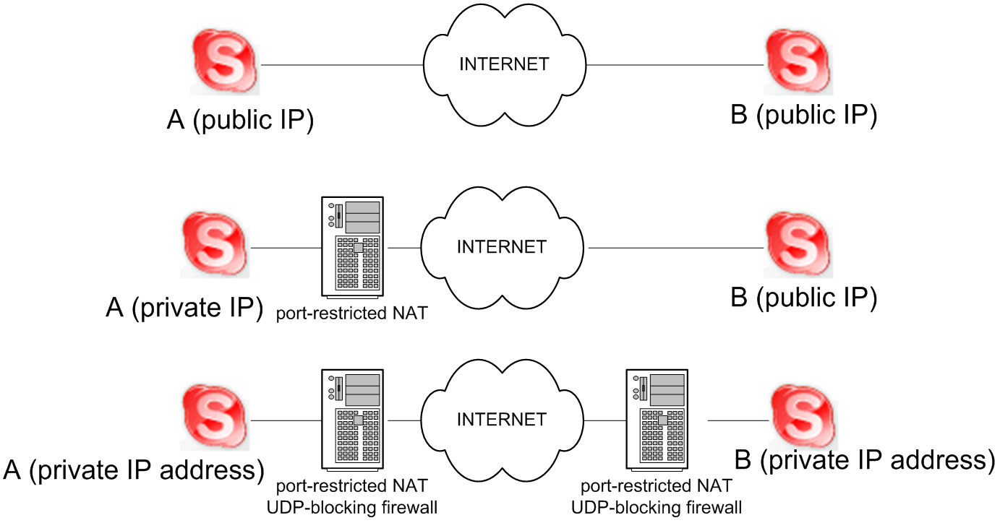 INTERNET
A (public IP)
B (public IP)
INTERNET
A (private IP)
port-restricted NAT
B (public IP)
INTERNET
A (private IP address)
port-restricted NAT
UDP-blocking firewall
port-restricted NAT
UDP-blocking firewall
B (private IP address)
S
S
S
S
S
S